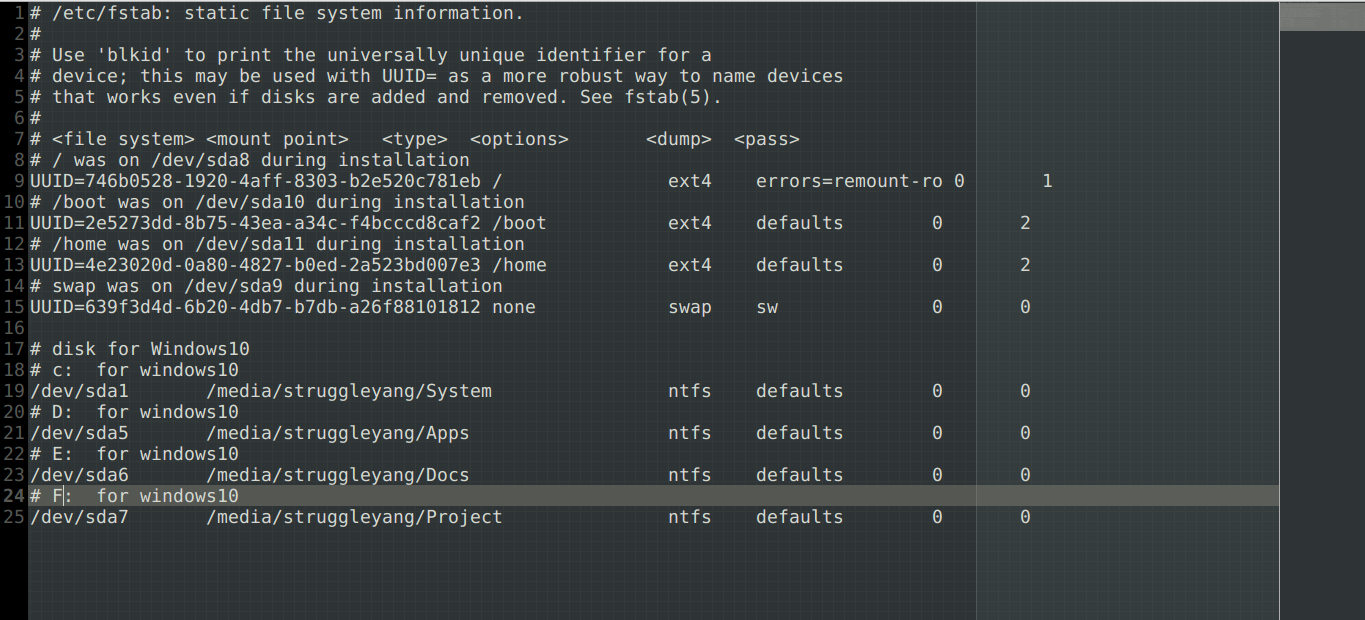 1 # /etc/fstab: static file system information.
2 #
3 # Use 'blkid' to print the universally unique identifier for a
4 # device; this may be used with UUID= as a more robust way to name devices
5 # that works even if disks are added and removed. See fstab(5).
6 #
7 # <file system> <mount point>   <type>  <options>       <dump>  <pass>
8 # / was on /dev/sda8 during installation
9 UUID=746b0528-1920-4aff-8303-b2e520c781eb /               ext4    errors=remount-ro 0       1
10 # /boot was on /dev/sda10 during installation
11 UUID=2e5273dd-8b75-43ea-a34c-f4bcccd8caf2 /boot           ext4    defaults        0       2
12 # /home was on /dev/sda11 during installation
13 UUID=4e23020d-0a80-4827-b0ed-2a523bd007e3 /home           ext4    defaults        0       2
14 # swap was on /dev/sda9 during installation
15 UUID=639f3d4d-6b20-4db7-b7db-a26f88101812 none            swap    sw              0       0
16
17 # disk for Windows10
18 # c:  for windows10
19 /dev/sda1       /media/struggleyang/System                ntfs    defaults        0       0
20 # D:  for windows10
21 /dev/sda5       /media/struggleyang/Apps                  ntfs    defaults        0       0
22 # E:  for windows10
23 /dev/sda6       /media/struggleyang/Docs                  ntfs    defaults        0       0
24 # F:  for windows10
25 /dev/sda7       /media/struggleyang/Project               ntfs    defaults        0       0